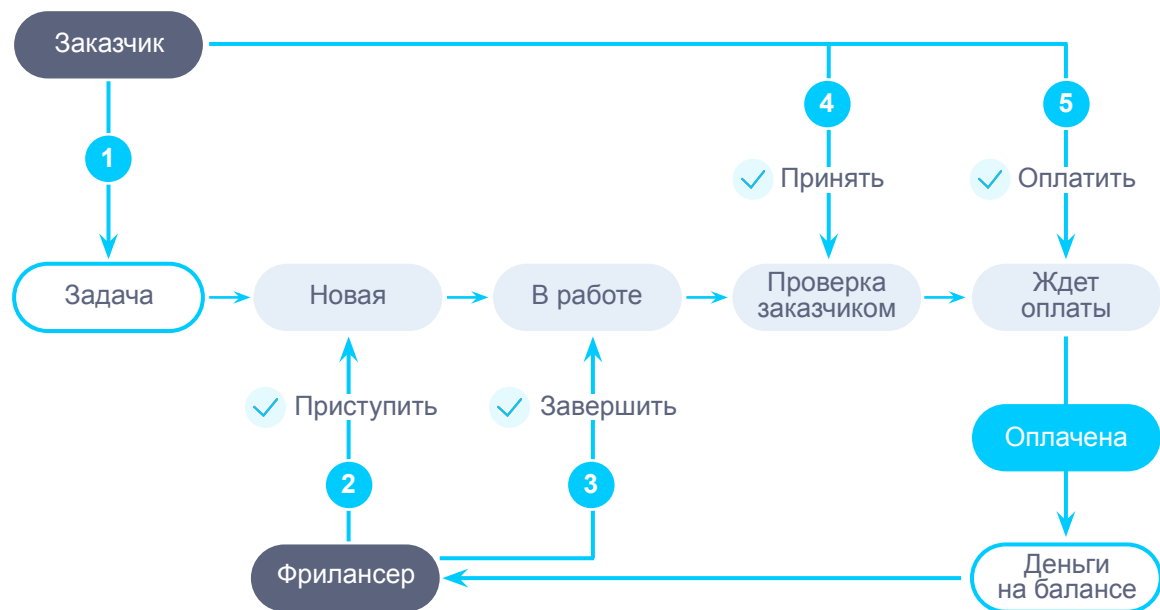 Заказчик
4
5
1
Принять
Оплатить
Задача
Новая
В работе
Проверка
заказчиком
Ждет
оплаты
Приступить
Завершить
Оплачена
2
3
Фрилансер
Деньги
на балансе